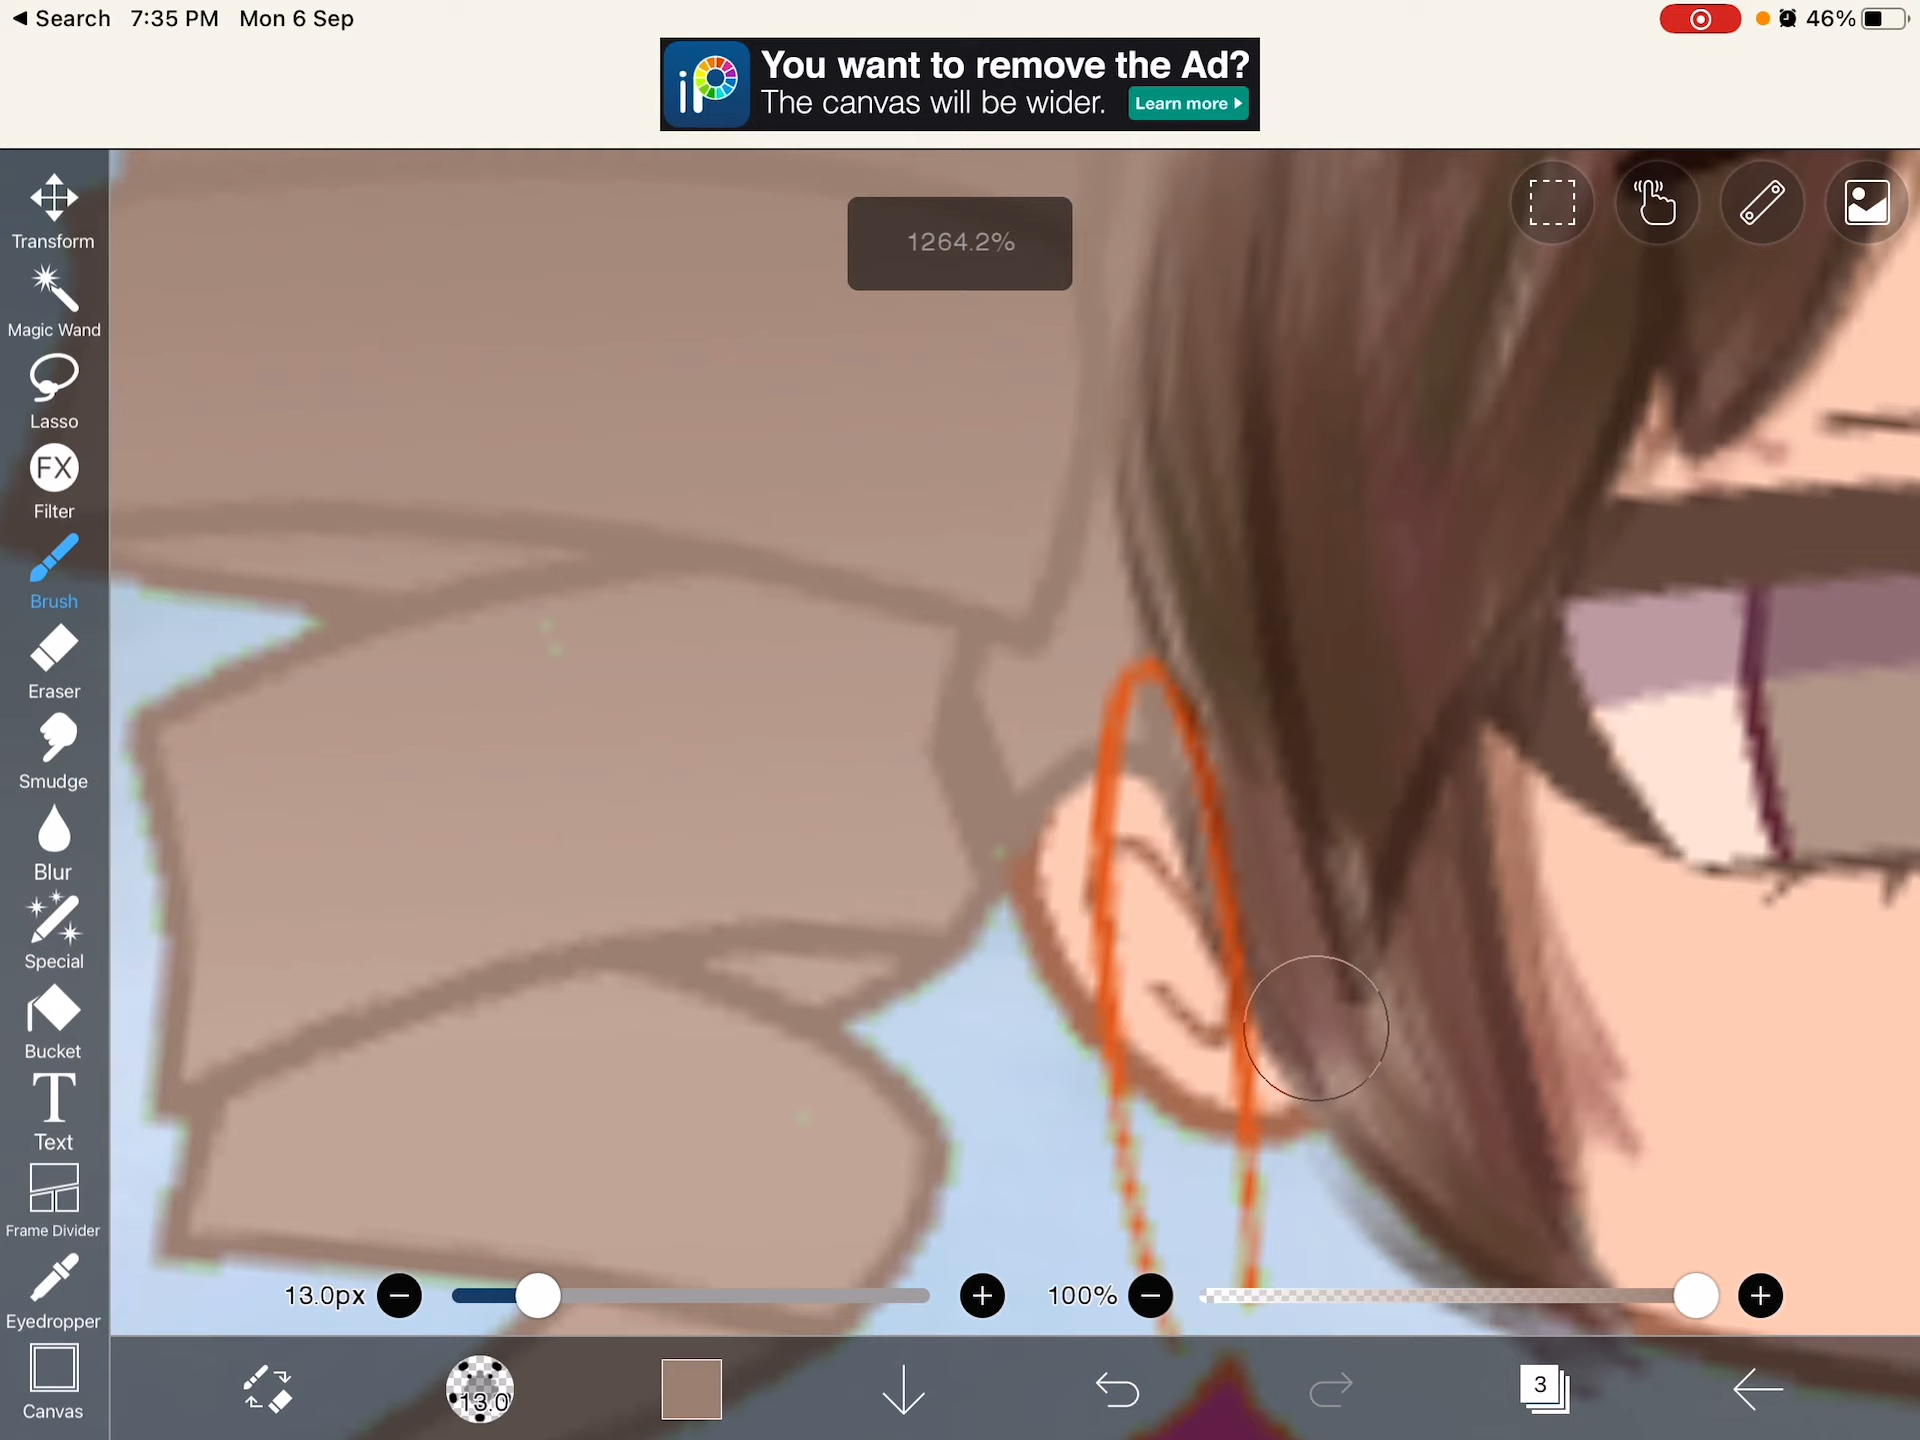 Search 7:35 PM Mon 6 Sep
46%
iP
You want to remove the Ad?
The canvas will be wider.
Learn more
1264.2%
Transform
Magic Wand
Lasso
FX
Filter
Brush
Eraser
Smudge
Blur
Special
Bucket
T
Text
Frame Divider
Eyedropper
Canvas
13.0px
100%
13.0
3